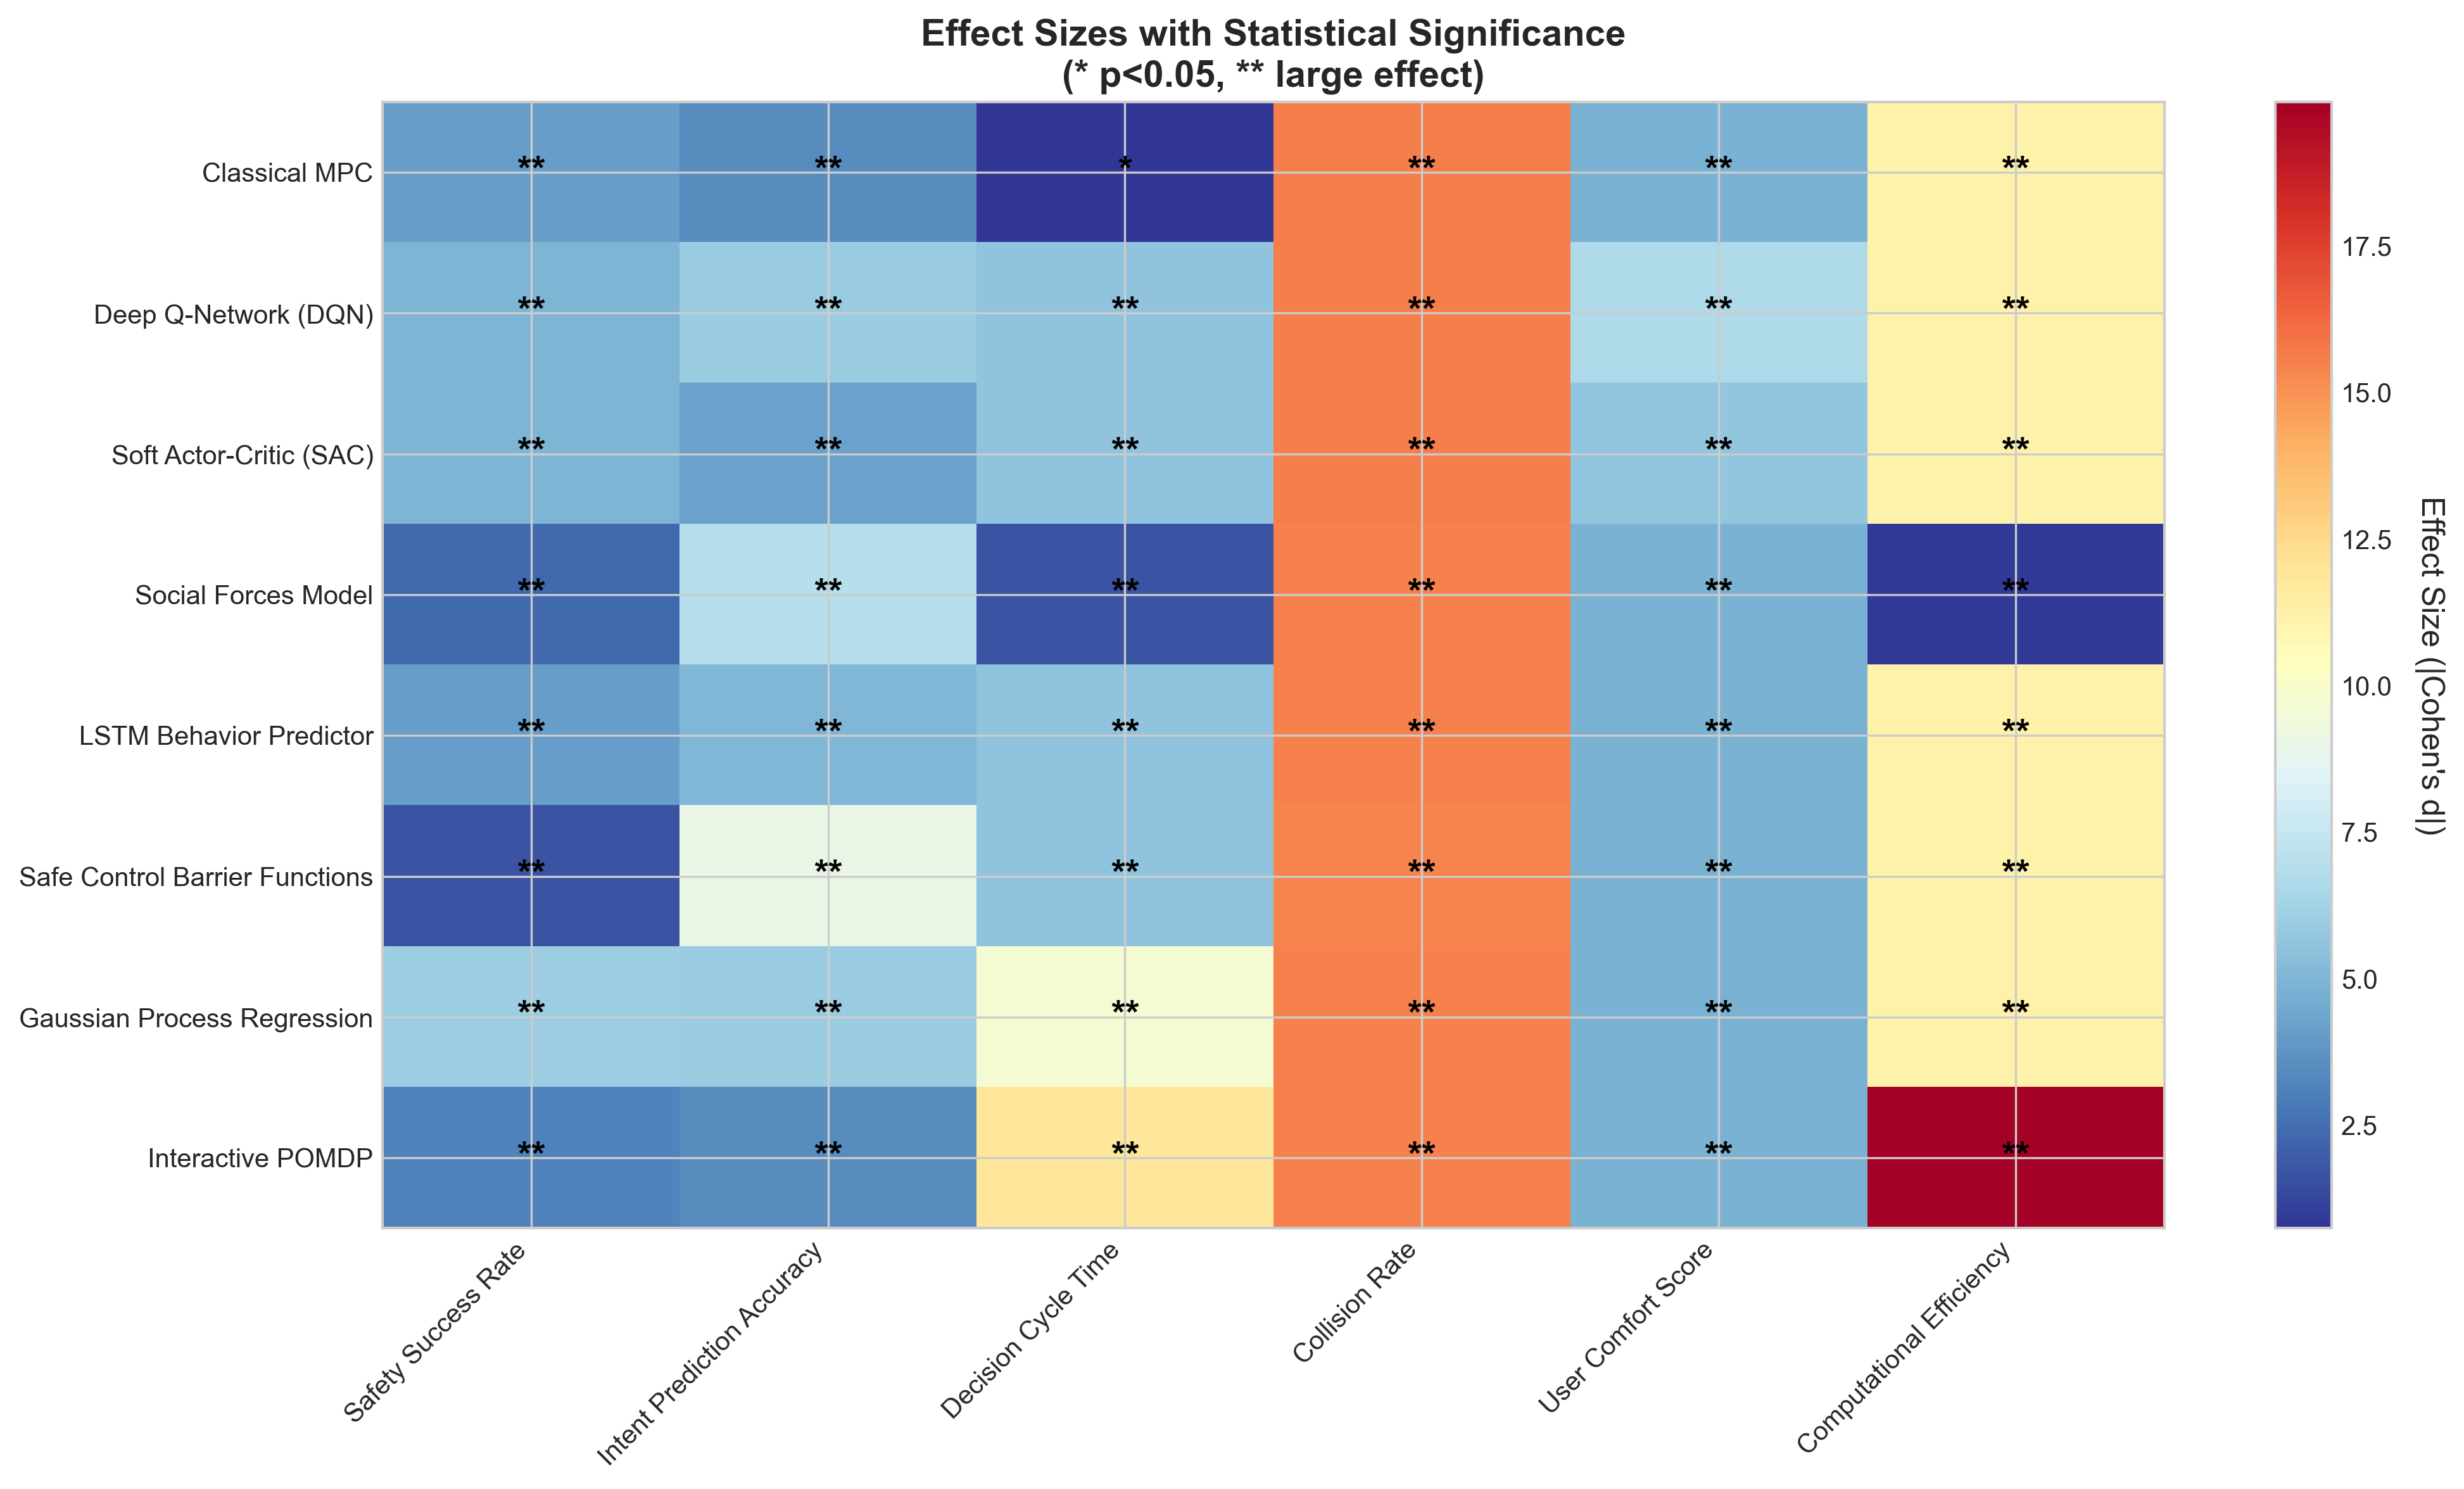 Effect Sizes with Statistical Significance
(* p<0.05, ** large effect)
Classical MPC
** ** * ** ** **
Deep Q-Network (DQN)
** ** ** ** ** **
Soft Actor-Critic (SAC)
** ** ** ** ** **
Social Forces Model
** ** ** ** ** **
LSTM Behavior Predictor
** ** ** ** ** **
Safe Control Barrier Functions
** ** ** ** ** **
Gaussian Process Regression
** ** ** ** ** **
Interactive POMDP
** ** ** ** ** **
Safety Success Rate
Intent Prediction Accuracy
Decision Cycle Time
Collision Rate
User Comfort Score
Computational Efficiency
17.5
15.0
12.5
10.0
7.5
5.0
2.5
Effect Size (|Cohen's d|)